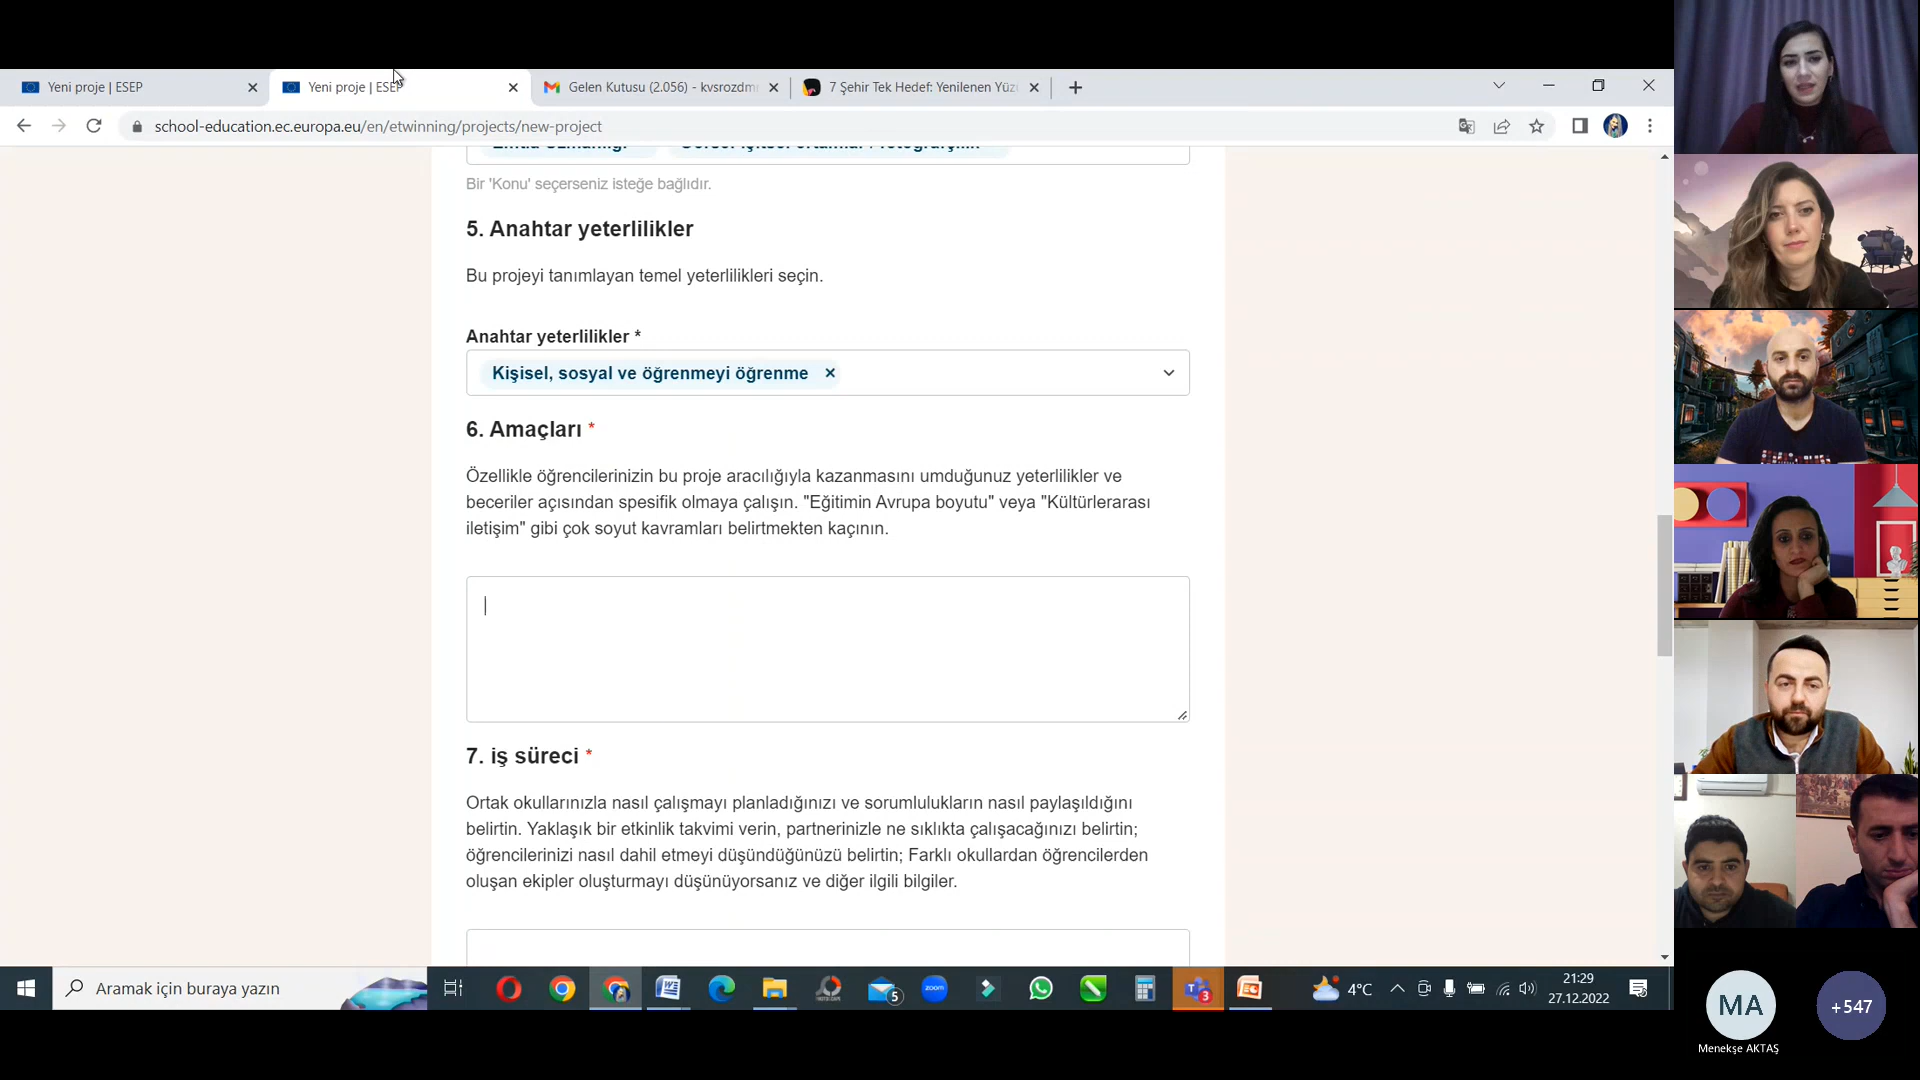 Yeni proje | ESEP
Yeni proje | ESEP
Gelen Kutusu (2.056) - kvsrozdm
7 Şehir Tek Hedef: Yenilenen Yüz
school-education.ec.europa.eu/en/etwinning/projects/new-project
Bir 'Konu' seçerseniz isteğe bağlıdır.
5. Anahtar yeterlilikler
Bu projeyi tanımlayan temel yeterlilikleri seçin.
Anahtar yeterlilikler *
Kişisel, sosyal ve öğrenmeyi öğrenme
6. Amaçları *
Özellikle öğrencilerinizin bu proje aracılığıyla kazanmasını umduğunuz yeterlilikler ve
beceriler açısından spesifik olmaya çalışın. "Eğitimin Avrupa boyutu" veya "Kültürlerarası
iletişim" gibi çok soyut kavramları belirtmekten kaçının.
7. iş süreci *
Ortak okullarınızla nasıl çalışmayı planladığınızı ve sorumlulukların nasıl paylaşıldığını
belirtin. Yaklaşık bir etkinlik takvimi verin, partnerinizle ne sıklıkta çalışacağınızı belirtin;
öğrencilerinizi nasıl dahil etmeyi düşündüğünüzü belirtin; Farklı okullardan öğrencilerden
oluşan ekipler oluşturmayı düşünüyorsanız ve diğer ilgili bilgiler.
Aramak için buraya yazın
5
zoom
3
4°C
21:29
27.12.2022
MA
Menekşe AKTAŞ
+547